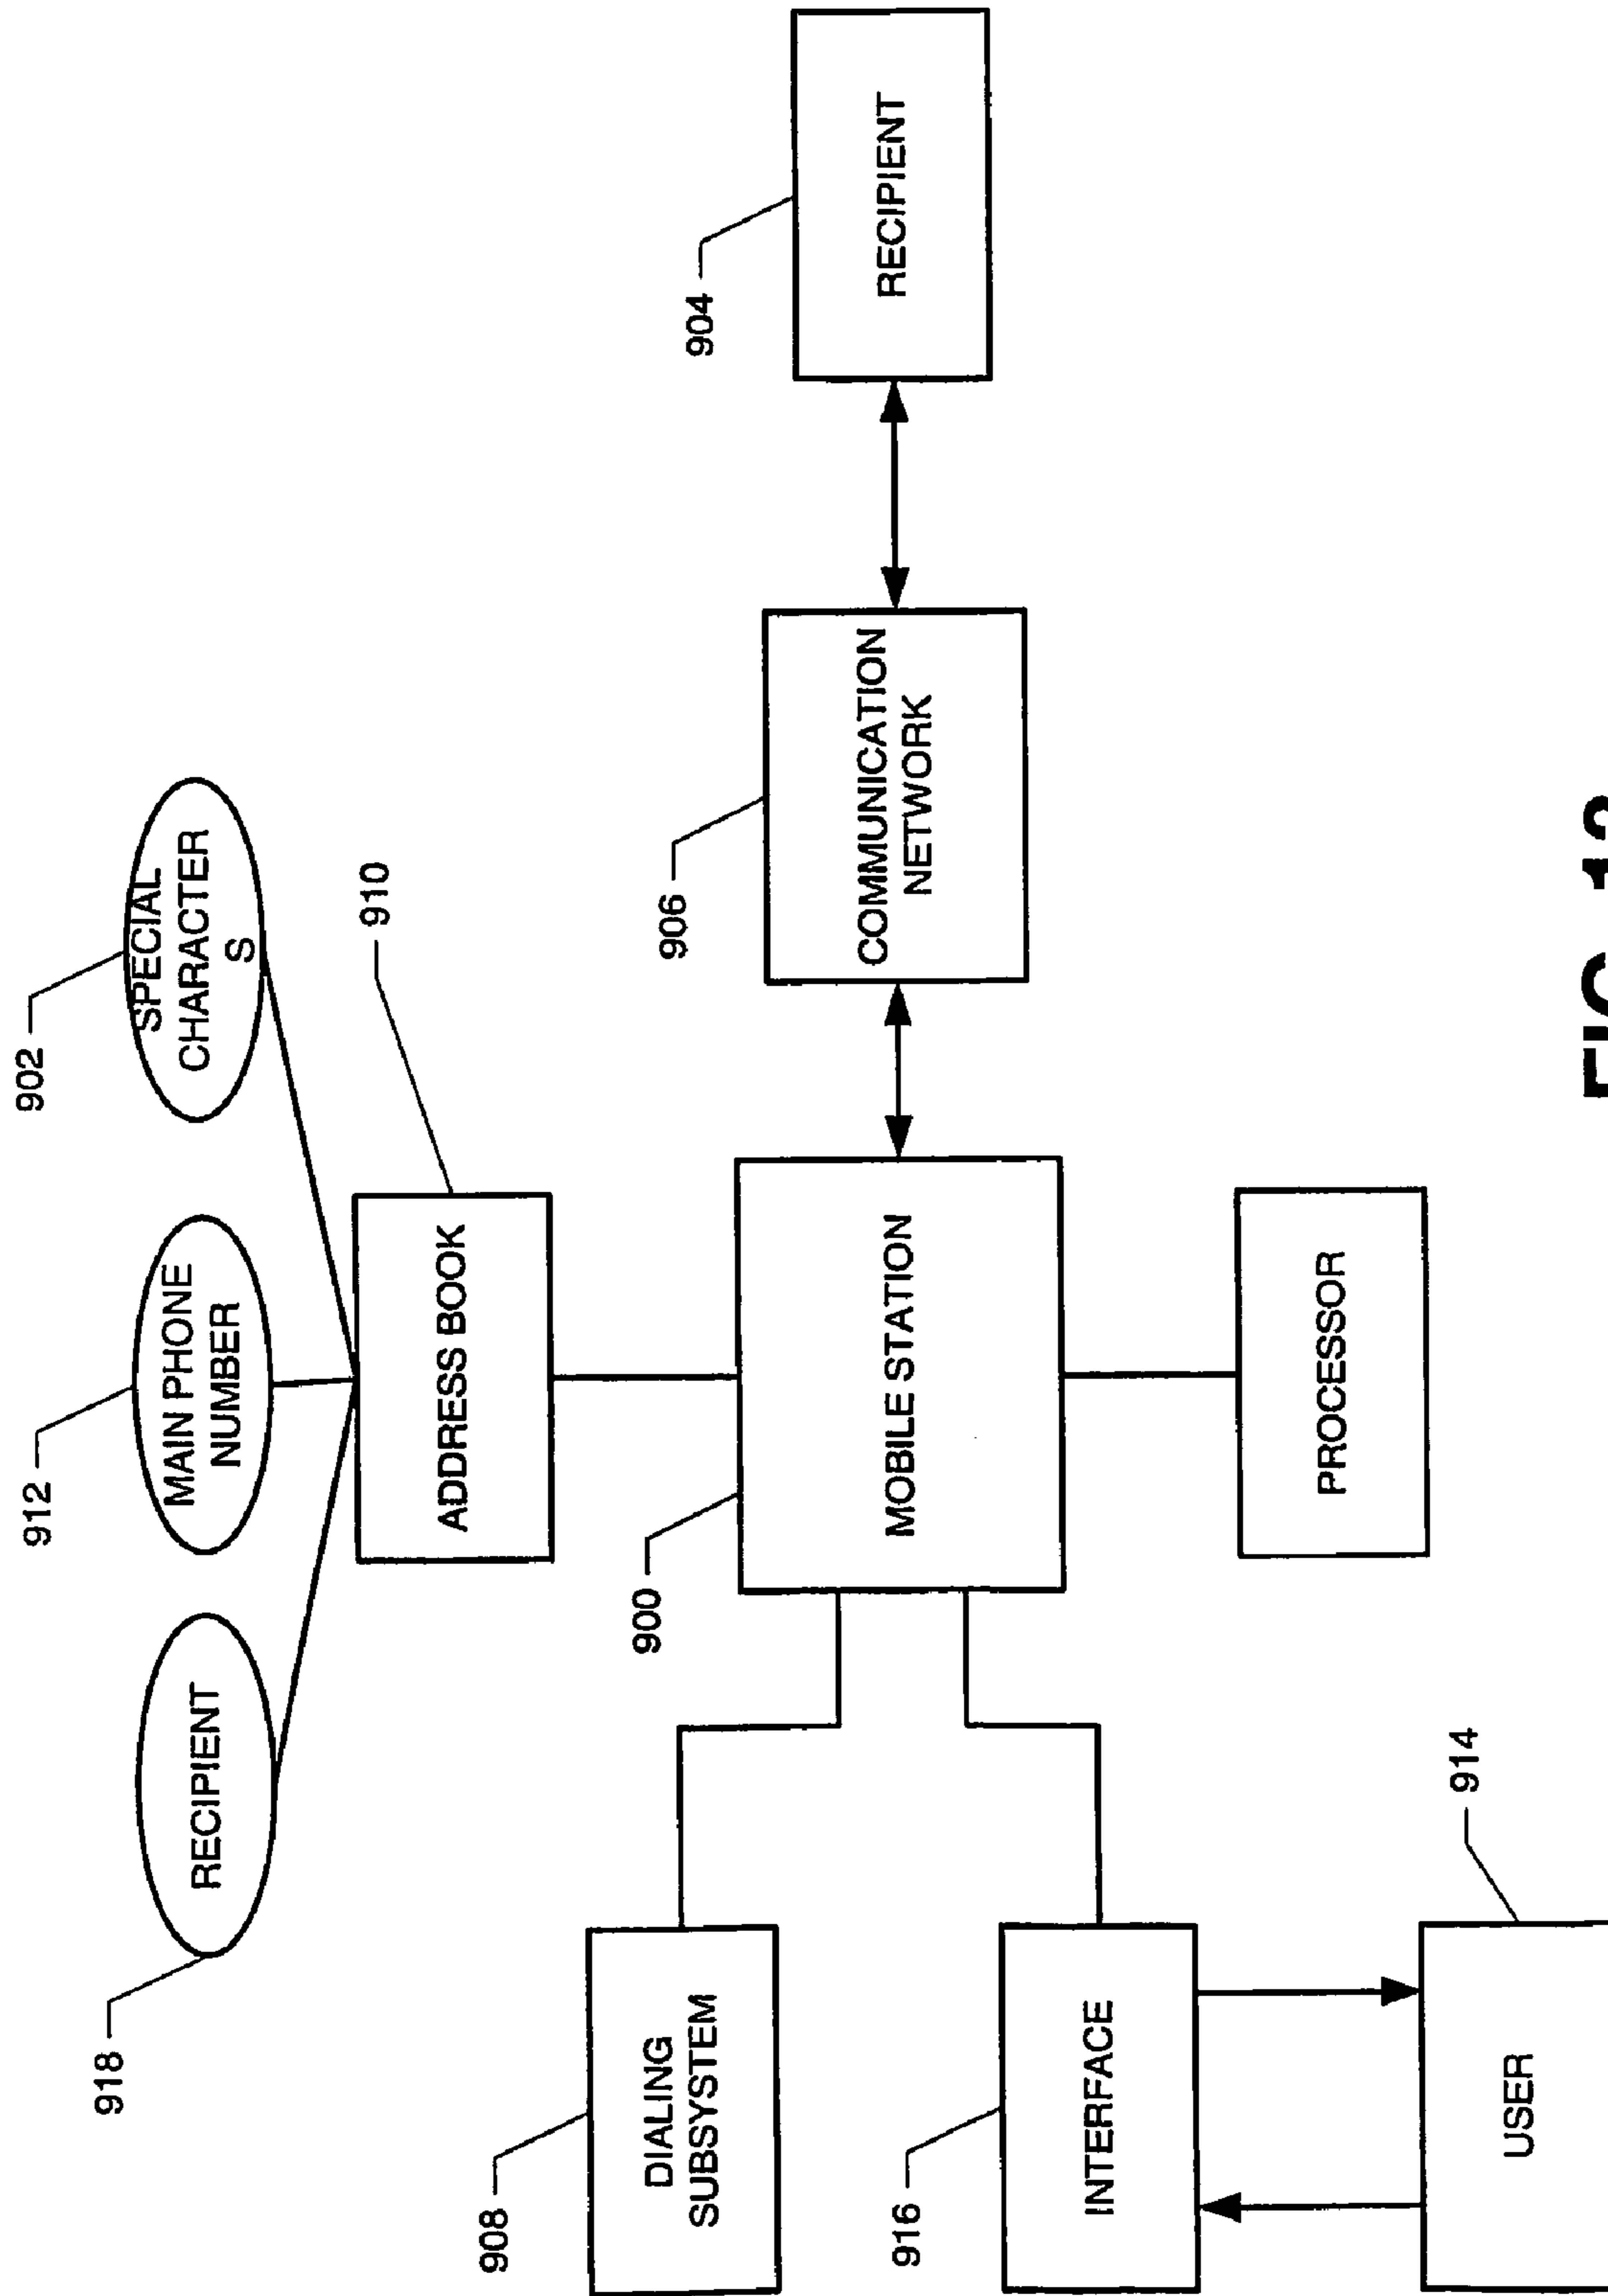 918
912
902
RECIPIENT
MAIN PHONE
NUMBER
SPECIAL
CHARACTER
S
910
ADDRESS BOOK
908
DIALING
SUBSYSTEM
900
MOBILE STATION
906
COMMUNICATION
NETWORK
904
RECIPIENT
916
INTERFACE
PROCESSOR
914
USER
FIG.